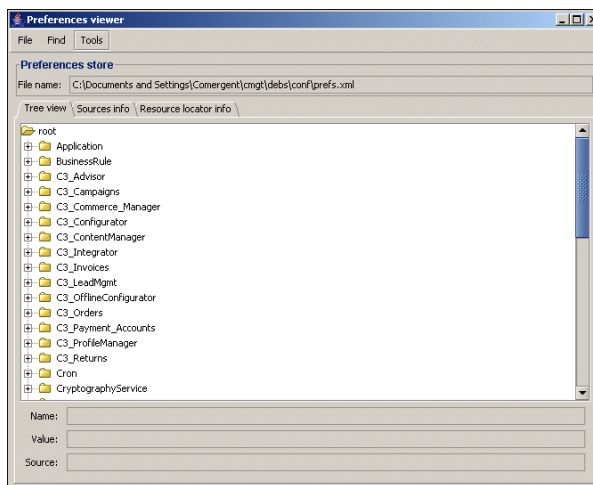 Preferences viewer
File Find Tools
Preferences store
File name: C:\Documents and Settings\Comergent\cmgt\debs\conf\prefs.xml
Tree view Sources info Resource locator info
root
Application
BusinessRule
C3_Advisor
C3_Campaigns
C3_Commerce_Manager
C3_Configurator
C3_ContentManager
C3_Integrator
C3_Invoices
C3_LeadMgmt
C3_OfflineConfigurator
C3_Orders
C3_Payment_Accounts
C3_ProfileManager
C3_Returns
Cron
CryptographyService
Name:
Value:
Source: